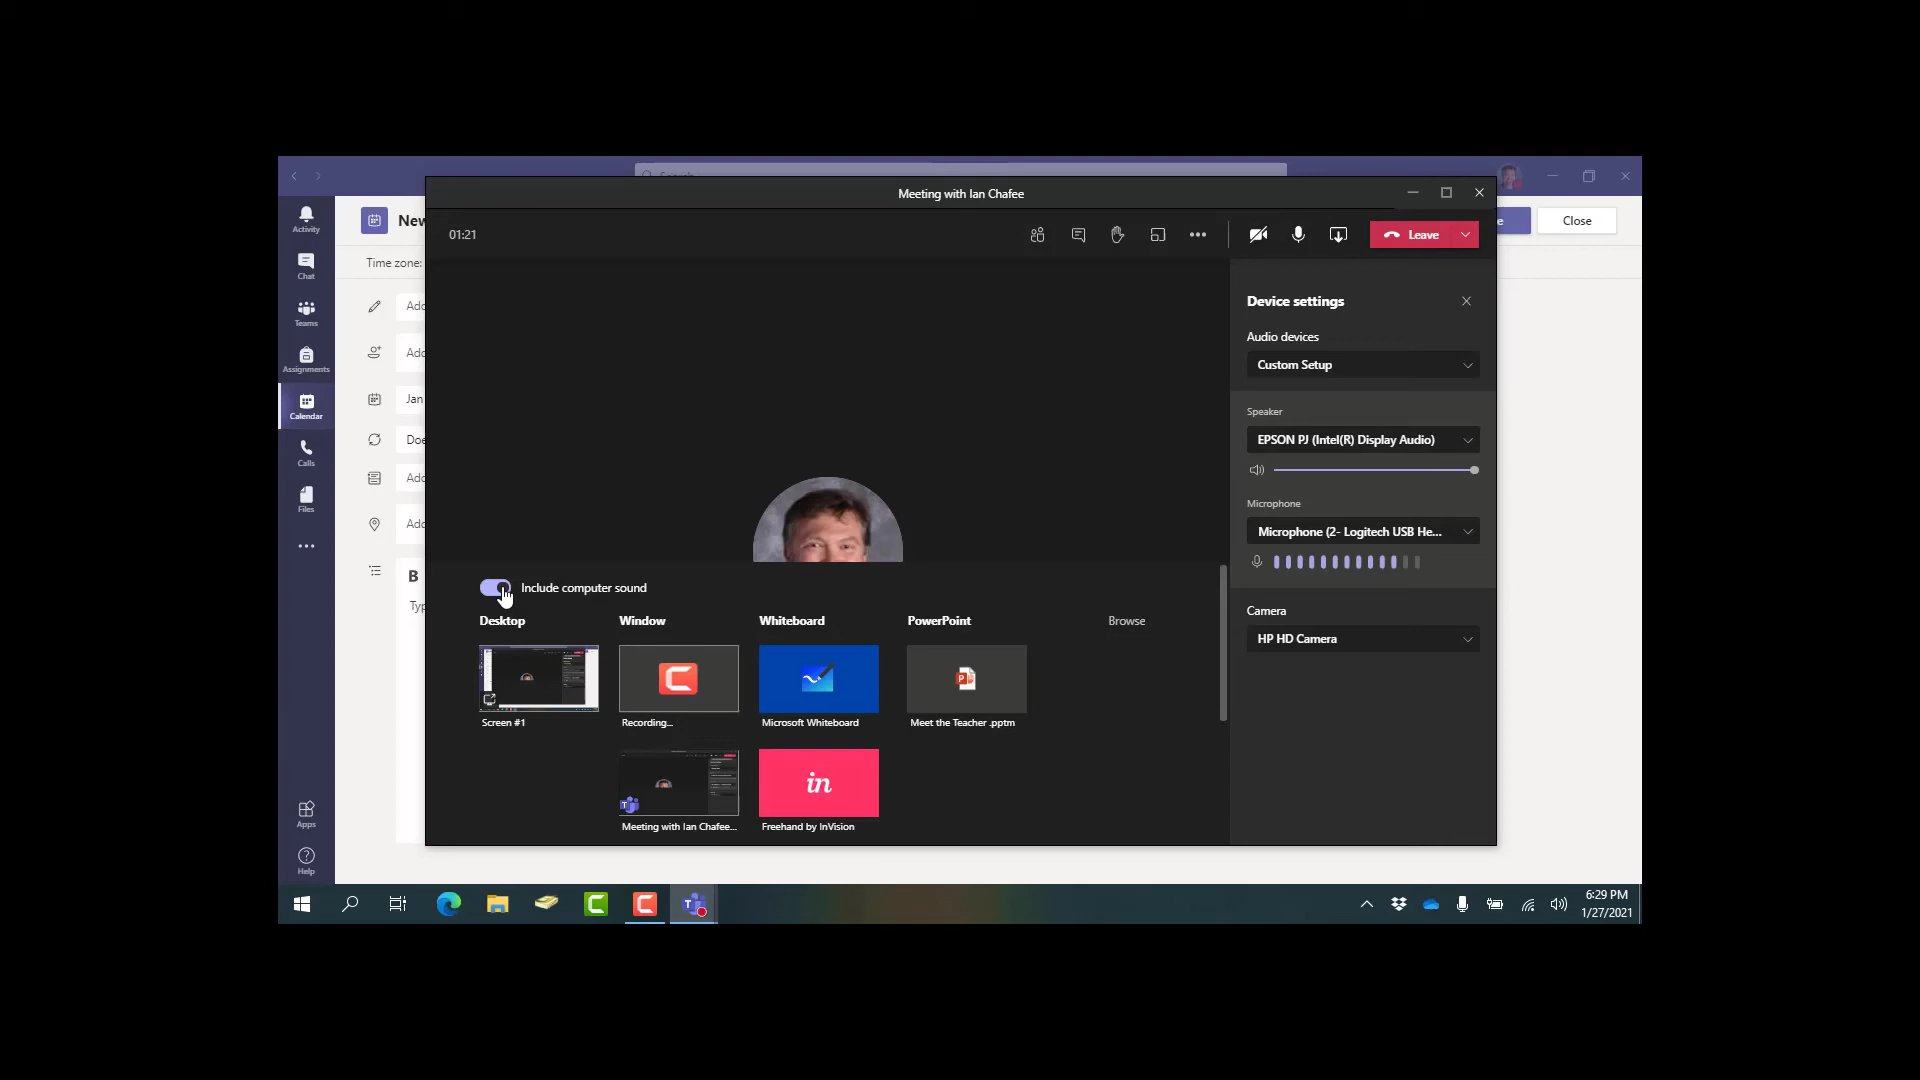 Search
Meeting with Ian Chafee
New
Close
01:21
Leave
Time zone:
Activity
Chat
Teams
Assignments
Calendar
Calls
Files
Apps
Help
Jan
B
Device settings
Audio devices
Custom Setup
Speaker
EPSON PJ (Intel(R) Display Audio)
Microphone
Microphone (2- Logitech USB He...
Camera
HP HD Camera
Include computer sound
Desktop
Window
Whiteboard
PowerPoint
Browse
Screen #1
Recording...
Microsoft Whiteboard
Meet the Teacher .pptm
in
Meeting with Ian Chafee...
Freehand by InVision
6:29 PM
1/27/2021